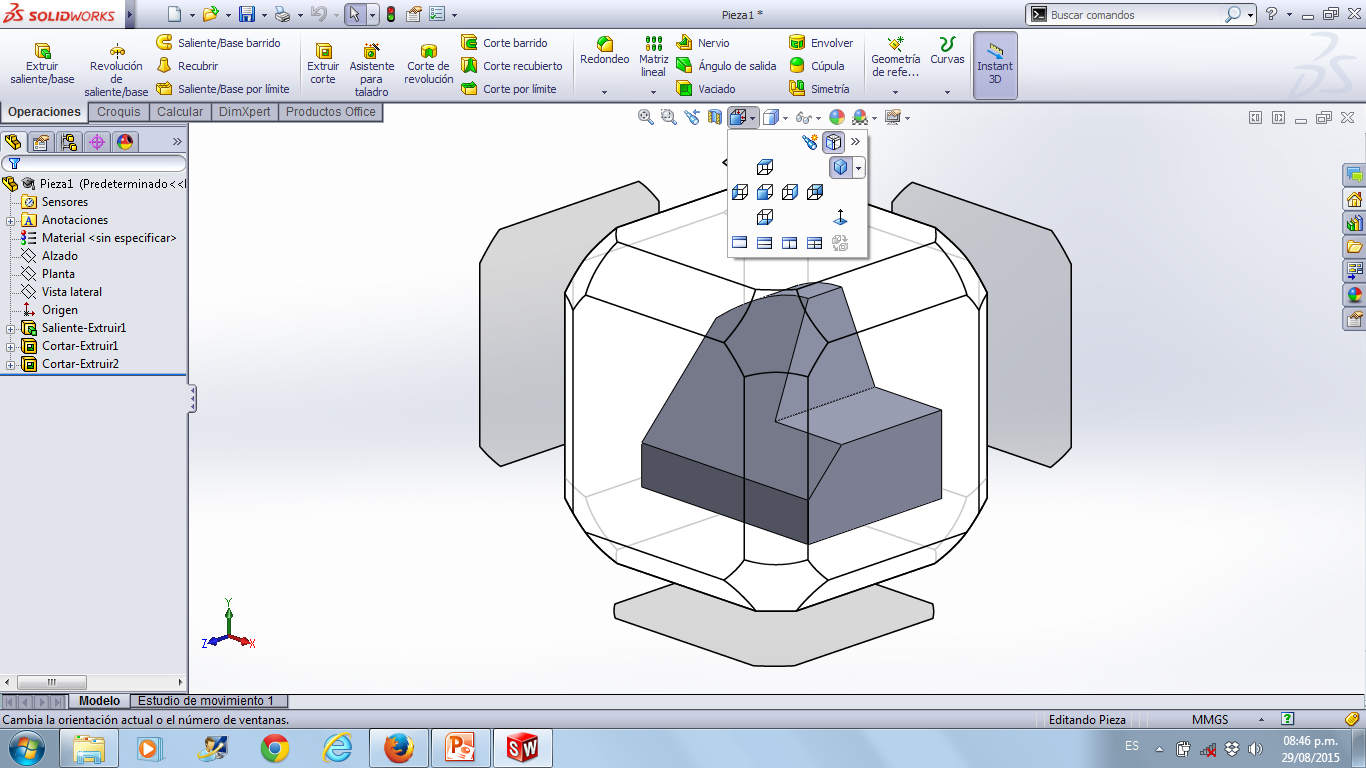 SOLIDWORKS
Pieza1 *
Buscar comandos
Extruir saliente/base
Revolución de saliente/base
Saliente/Base barrido
Recubrir
Saliente/Base por límite
Extruir corte
Asistente para taladro
Corte de revolución
Corte barrido
Corte recubierto
Corte por límite
Redondeo
Matriz lineal
Nervio
Ángulo de salida
Vaciado
Envolver
Cúpula
Simetría
Geometría de refe...
Curvas
Instant 3D
Operaciones
Croquis
Calcular
DimXpert
Productos Office
Pieza1 (Predeterminado<<
Sensores
Anotaciones
Material <sin especificar>
Alzado
Planta
Vista lateral
Origen
Saliente-Extruir1
Cortar-Extruir1
Cortar-Extruir2
Y
Z
X
Modelo
Estudio de movimiento 1
Cambia la orientación actual o el número de ventanas.
Editando Pieza
MMGS
ES
08:46 p.m.
29/08/2015